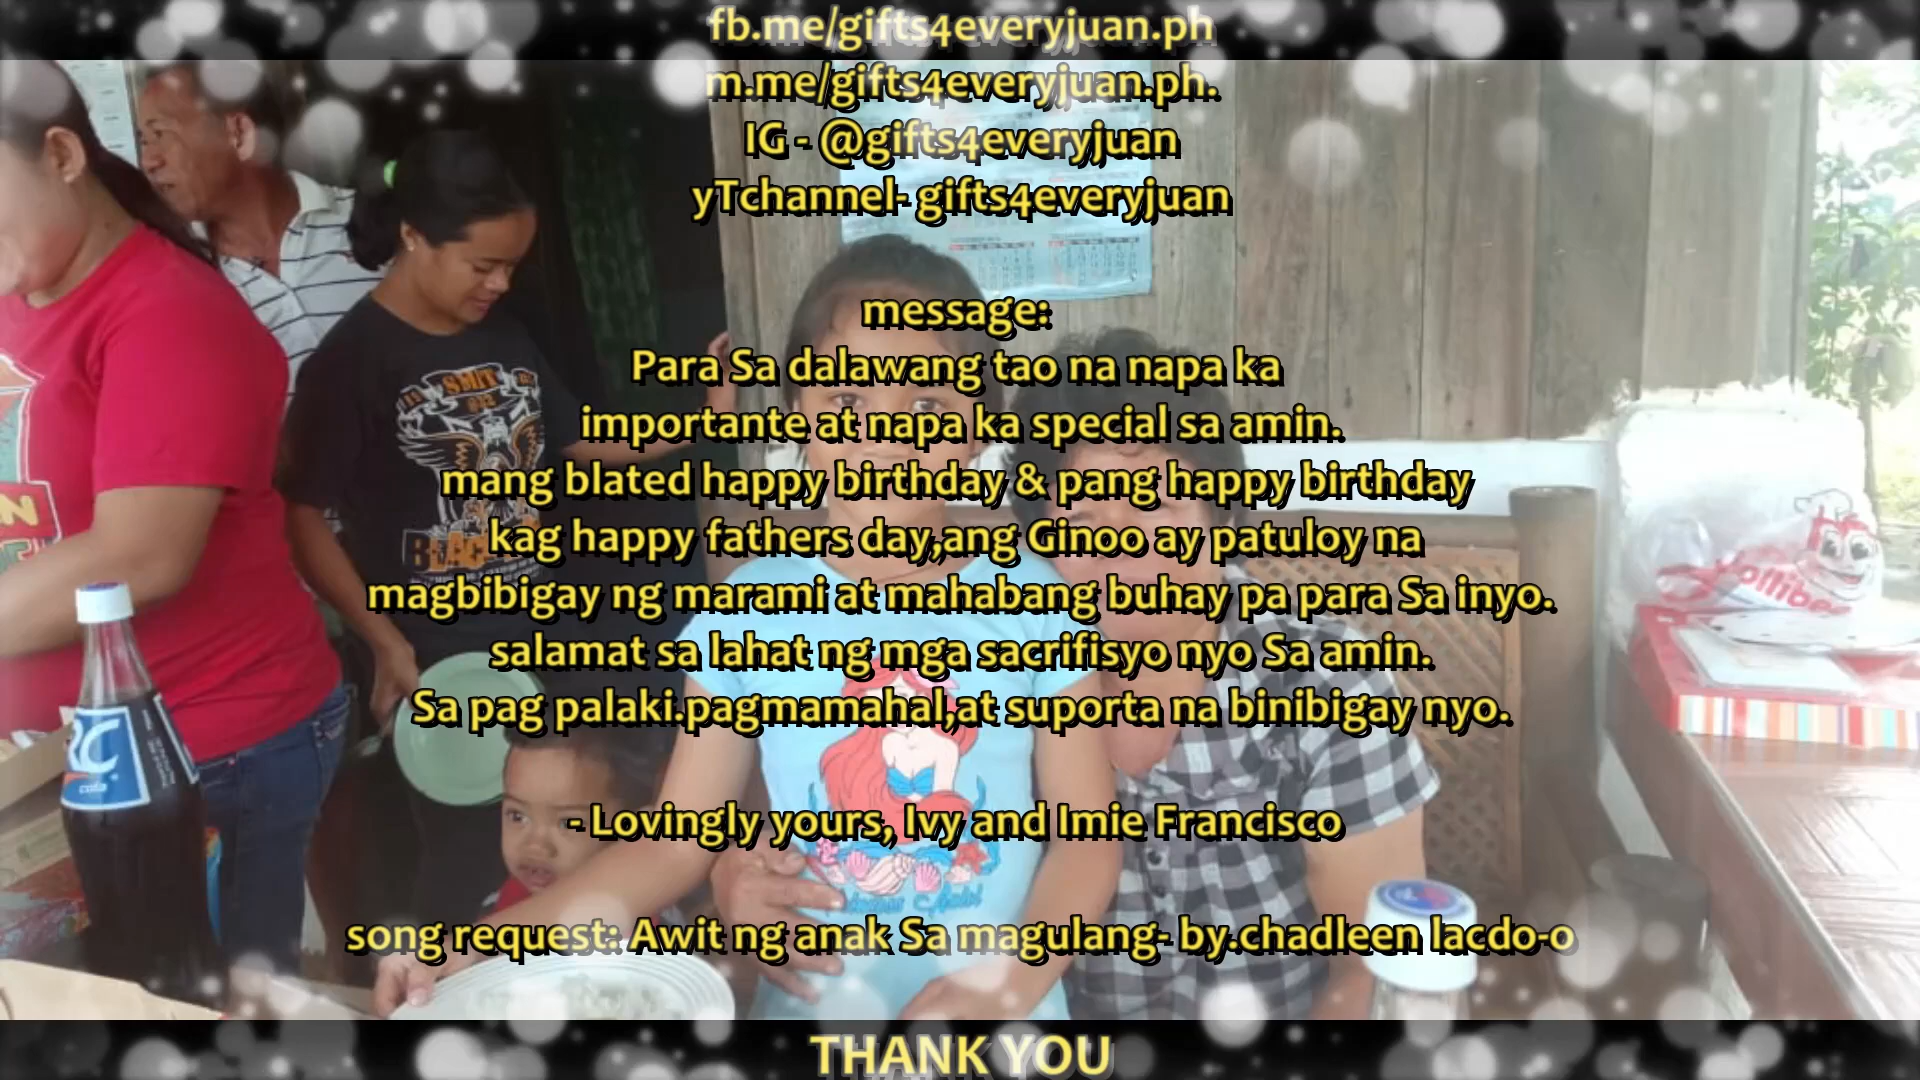 fb.me/gifts4everyjuan.ph
m.me/gifts4everyjuan.ph.
IG - @gifts4everyjuan
yTchannel- gifts4everyjuan
message:
Para Sa dalawang tao na napa ka
importante at napa ka special sa amin.
mang blated happy birthday & pang happy birthday
kag happy fathers day,ang Ginoo ay patuloy na
magbibigay ng marami at mahabang buhay pa para Sa inyo.
salamat sa lahat ng mga sacrifisyo nyo Sa amin.
Sa pag palaki.pagmamahal,at suporta na binibigay nyo.
- Lovingly yours, Ivy and Imie Francisco
song request: Awit ng anak Sa magulang- by.chadleen lacdo-o
THANK YOU
SMIT
RC
cola
Jollibee